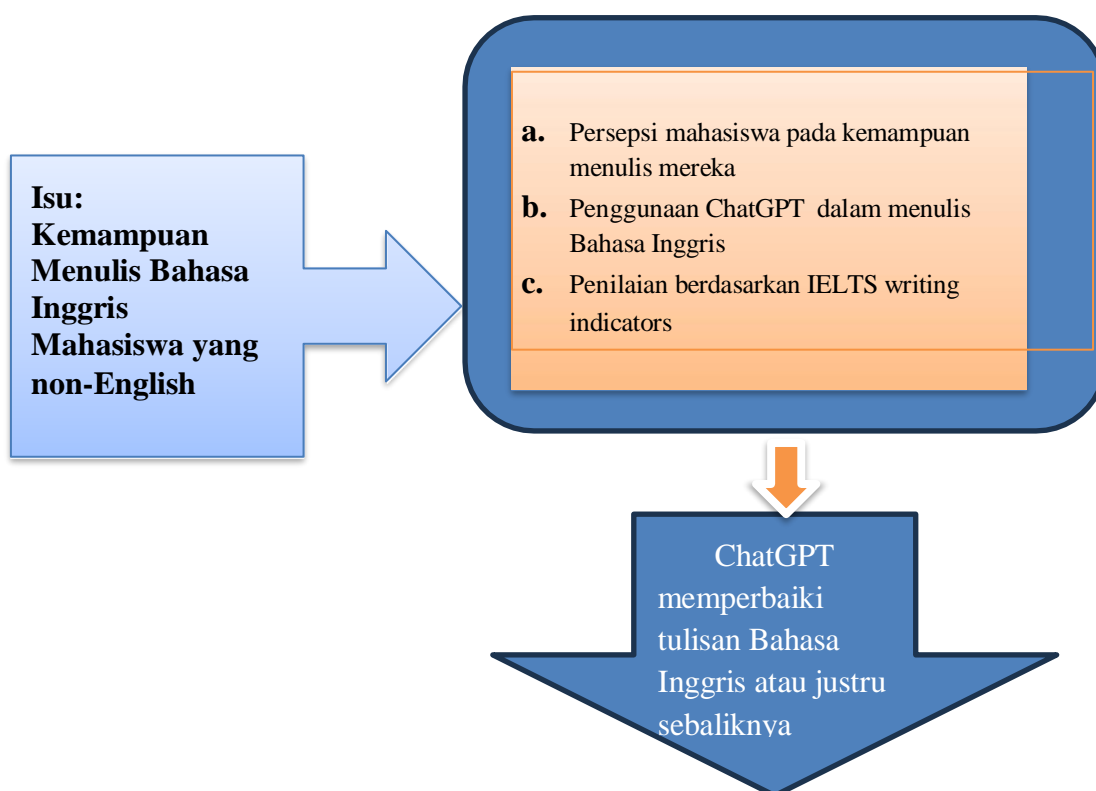 Isu:
Kemampuan
Menulis Bahasa
Inggris
Mahasiswa yang
non-English
a. Persepsi mahasiswa pada kemampuan
menulis mereka
b. Penggunaan ChatGPT dalam menulis
Bahasa Inggris
c. Penilaian berdasarkan IELTS writing
indicators
ChatGPT
memperbaiki
tulisan Bahasa
Inggris atau justru
sebaliknya